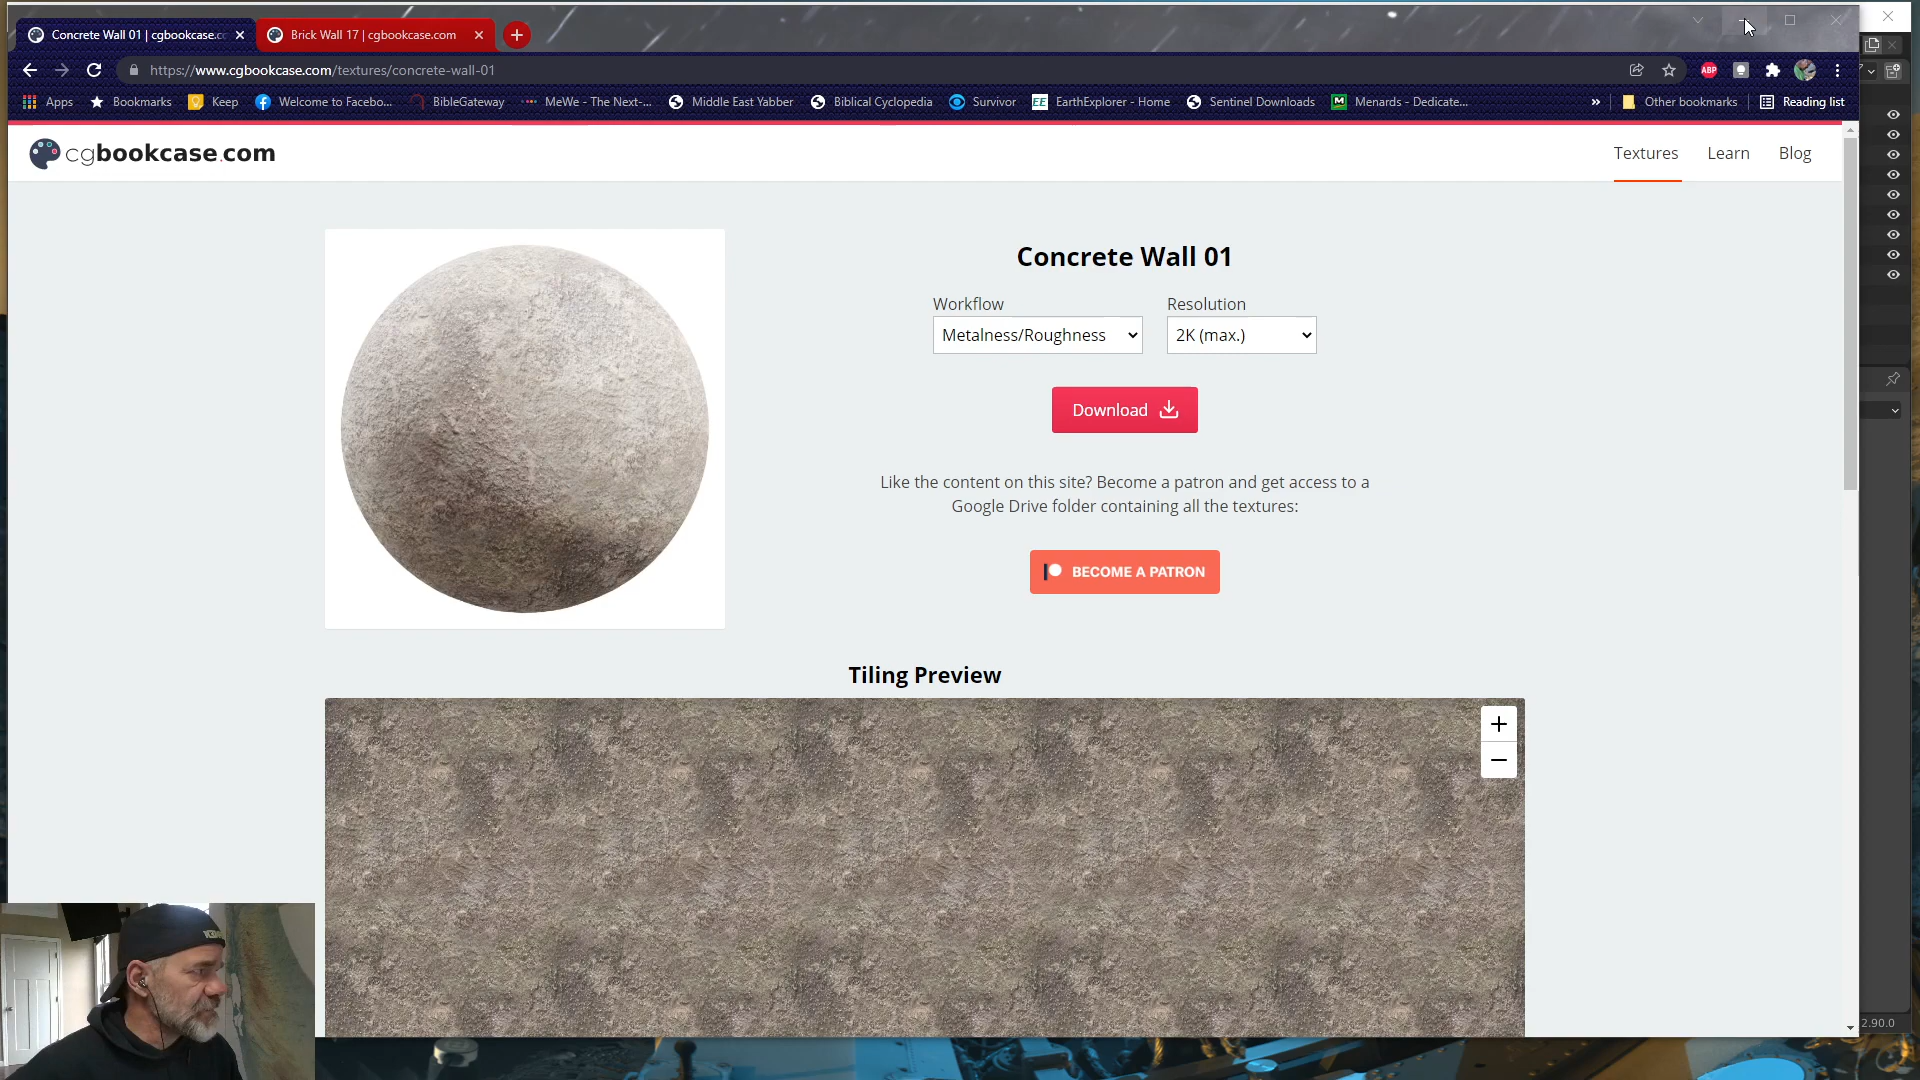 Concrete Wall 01 | cgbookcase.c
Brick Wall 17 | cgbookcase.com
https://www.cgbookcase.com/textures/concrete-wall-01
ABP
Apps
Bookmarks
Keep
Welcome to Facebo...
BibleGateway
MeWe - The Next-...
Middle East Yabber
Biblical Cyclopedia
Survivor
EE EarthExplorer - Home
Sentinel Downloads
M Menards - Dedicate...
»
Other bookmarks
Reading list
cgbookcase.com
Textures
Learn
Blog
Concrete Wall 01
Workflow
Resolution
Metalness/Roughness
2K (max.)
Download
Like the content on this site? Become a patron and get access to a
Google Drive folder containing all the textures:
BECOME A PATRON
Tiling Preview
+
−
2.90.0